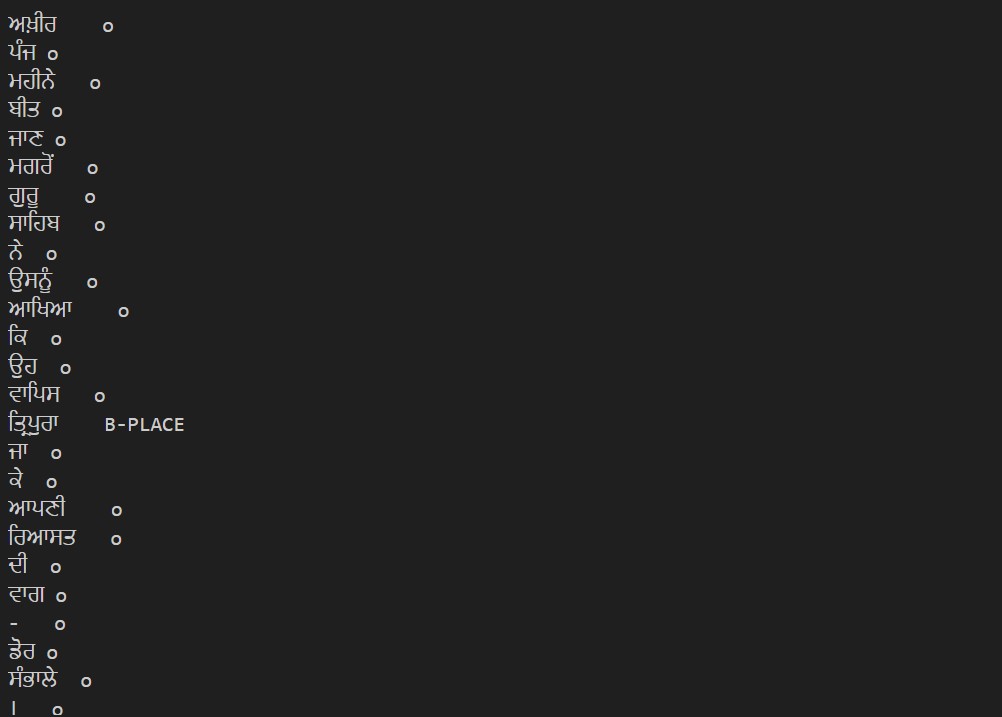 ਅਖ਼ੀਰ o
ਪੰਜ o
ਮਹੀਨੇ o
ਬੀਤ o
ਜਾਣ o
ਮਗਰੋਂ o
ਗੁਰੂ o
ਸਾਹਿਬ o
ਨੇ o
ਉਸਨੂੰ o
ਆਖਿਆ o
ਕਿ o
ਉਹ o
ਵਾਪਿਸ o
ਤ੍ਰਿਪੁਰਾ B-PLACE
ਜਾ o
ਕੇ o
ਆਪਣੀ o
ਰਿਆਸਤ o
ਦੀ o
ਵਾਗ o
- o
ਡੋਰ o
ਸੰਭਾਲੇ o
। o